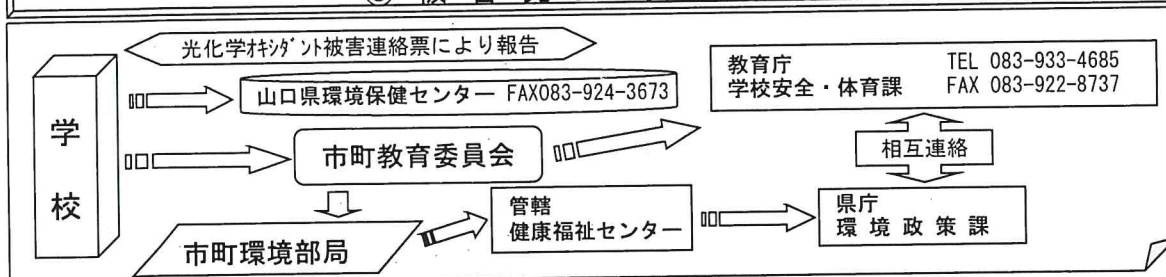 光化学オキシダント被害連絡票により報告
学校
山口県環境保健センター FAX083-924-3673
教育庁 TEL 083-933-4685
学校安全・体育課 FAX 083-922-8737
市町教育委員会
相互連絡
市町環境部局
管轄
健康福祉センター
県庁
環境政策課